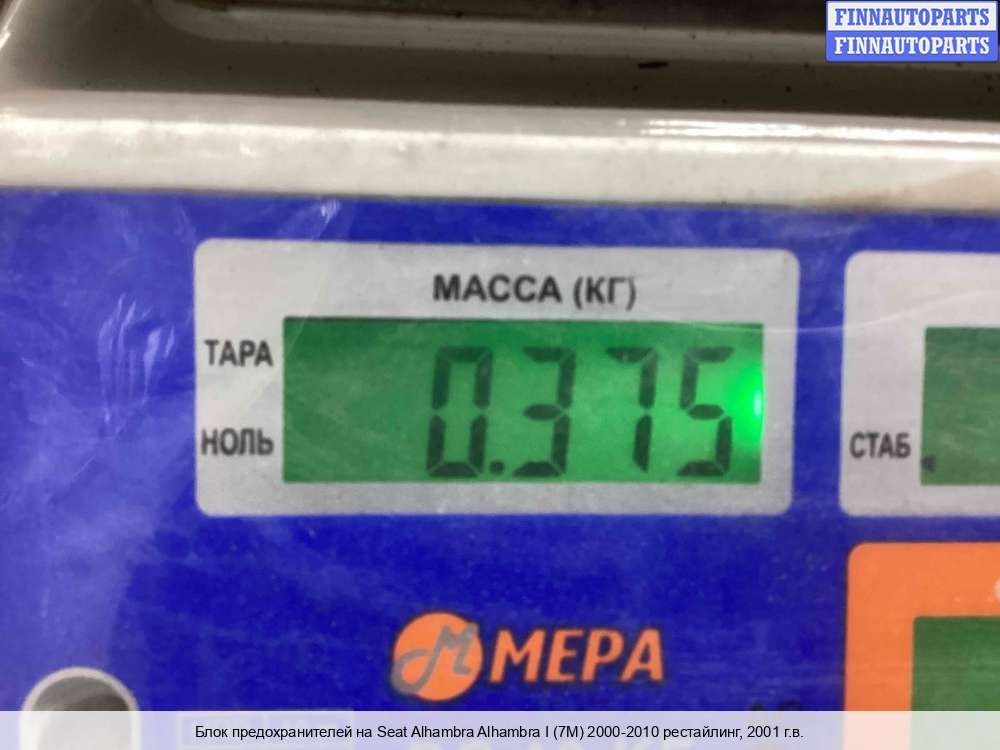 FINNAUTOPARTS
FINNAUTOPARTS
МАССА (КГ)
ТАРА
0.375
НОЛЬ
СТАБ
МЕРА
Блок предохранителей на Seat Alhambra Alhambra I (7M) 2000-2010 рестайлинг, 2001 г.в.